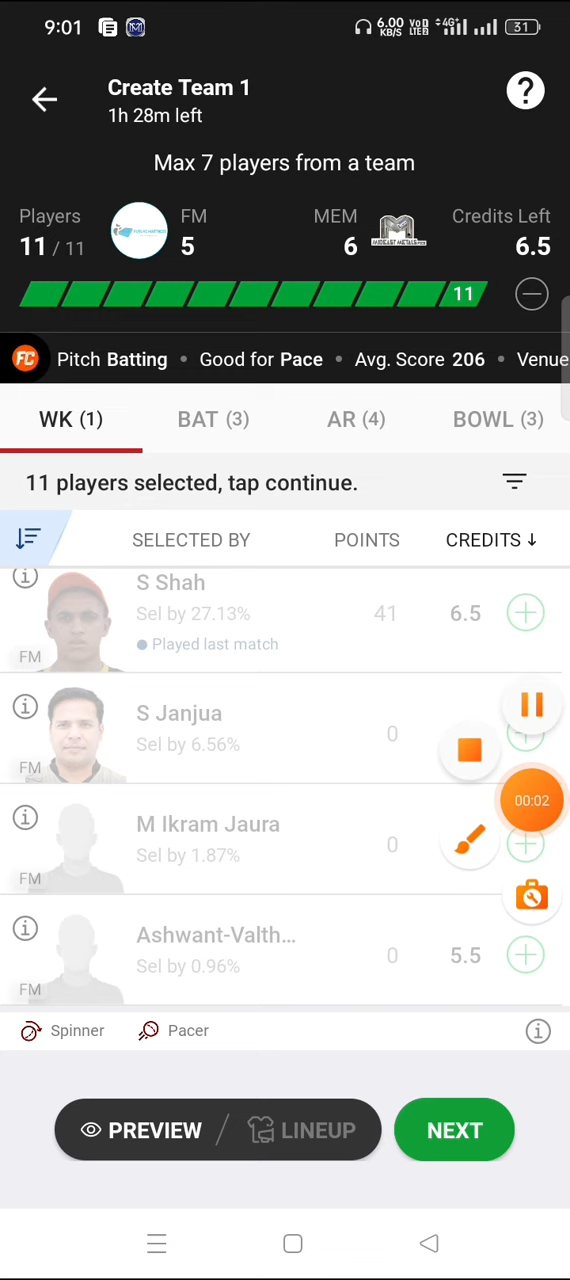 9:01
6.00 KB/S
VoD LTE2
4G+
31
Create Team 1
1h 28m left
?
Max 7 players from a team
Players
11 / 11
FM
5
MEM
6
Credits Left
6.5
11
FC Pitch Batting • Good for Pace • Avg. Score 206 • Venue
WK (1)
BAT (3)
AR (4)
BOWL (3)
11 players selected, tap continue.
SELECTED BY
POINTS
CREDITS ↓
S Shah
Sel by 27.13%
41
6.5
Played last match
FM
S Janjua
Sel by 6.56%
0
FM
00:02
M Ikram Jaura
Sel by 1.87%
0
FM
Ashwant-Valth...
Sel by 0.96%
0
5.5
FM
Spinner
Pacer
PREVIEW / LINEUP
NEXT